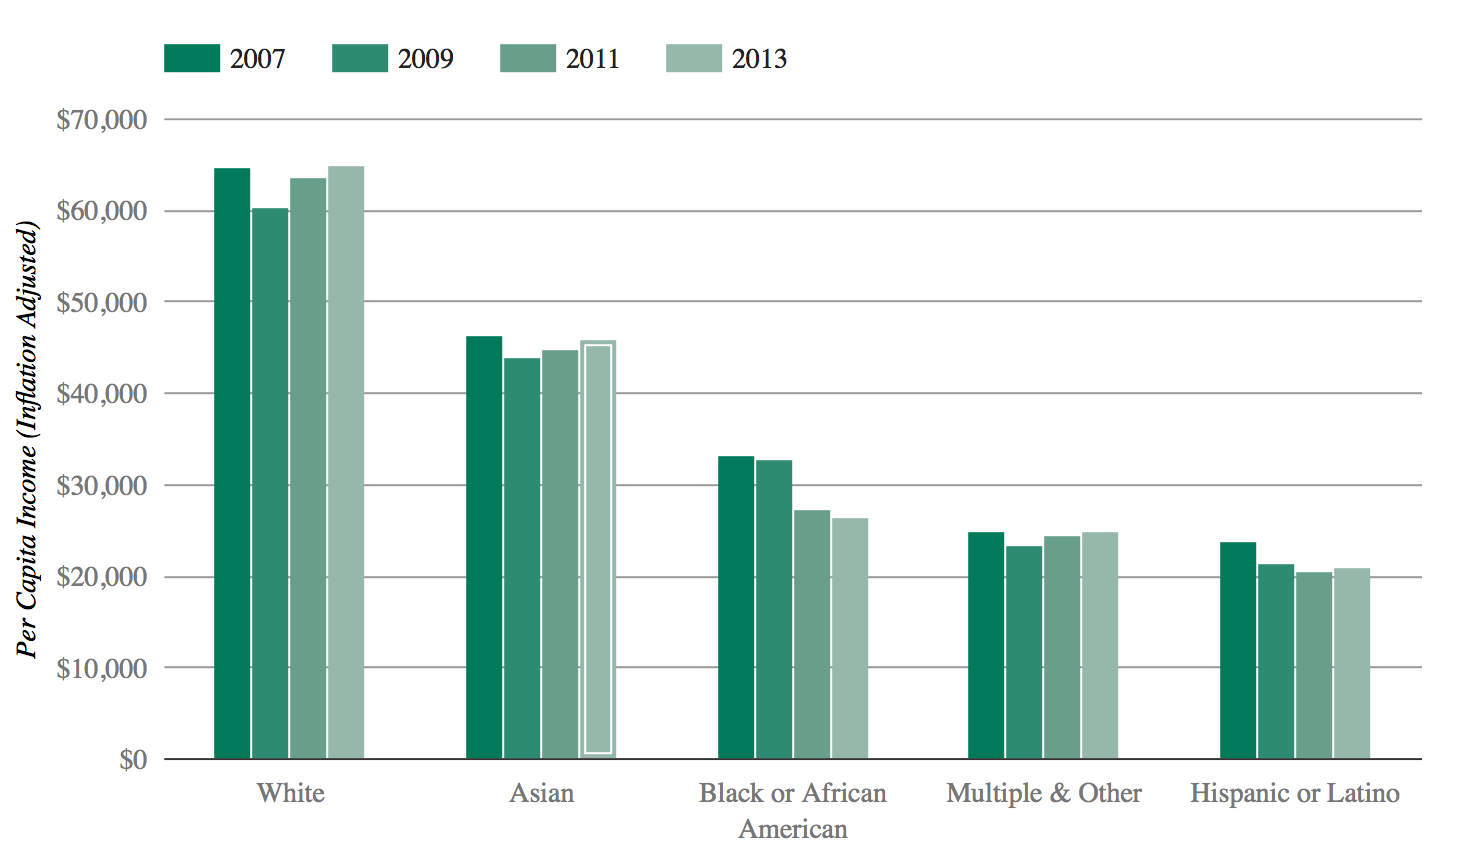 2007 2009 2011 2013
$70,000
$60,000
$50,000
$40,000
$30,000
$20,000
$10,000
$0
Per Capita Income (Inflation Adjusted)
White Asian Black or African Multiple & Other Hispanic or Latino
American